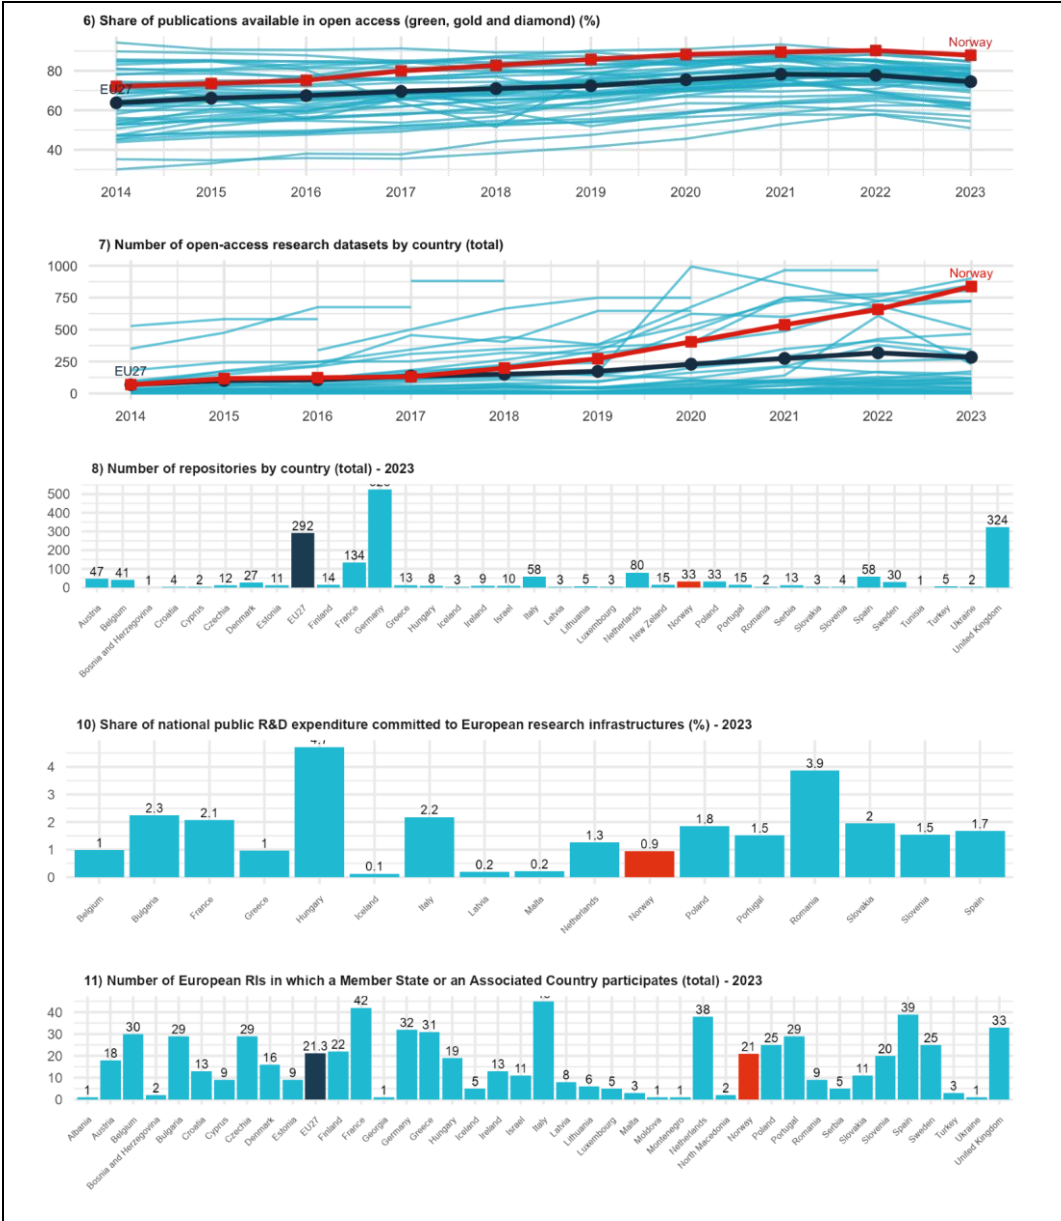 6) Share of publications available in open access (green, gold and diamond) (%)
Norway
80
EU27
60
40
2014 2015 2016 2017 2018 2019 2020 2021 2022 2023
7) Number of open-access research datasets by country (total)
1000
Norway
750
500
250
EU27
0
2014 2015 2016 2017 2018 2019 2020 2021 2022 2023
8) Number of repositories by country (total) - 2023
500
400
300
200
100
0
47 41 1 4 2 12 27 11 292 14 134 13 8 3 9 10 58 3 5 3 80 15 33 33 15 2 13 3 4 58 30 1 5 2 324
Austria Belgium Bosnia and Herzegovina Croatia Cyprus Czechia Denmark Estonia EU27 Finland France Germany Greece Hungary Iceland Ireland Israel Italy Latvia Lithuania Luxembourg Netherlands New Zeland Norway Poland Portugal Romania Serbia Slovakia Slovenia Spain Sweden Tunisia Turkey Ukraine United Kingdom
10) Share of national public R&D expenditure committed to European research infrastructures (%) - 2023
4
3
2
1
0
1 2.3 2.1 1 4.7 0.1 2.2 0.2 0.2 1.3 0.9 1.8 1.5 3.9 2 1.5 1.7
Belgium Bulgaria France Greece Hungary Iceland Italy Latvia Malta Netherlands Norway Poland Portugal Romania Slovakia Slovenia Spain
11) Number of European RIs in which a Member State or an Associated Country participates (total) - 2023
40
30
20
10
0
1 18 30 2 29 13 9 29 16 9 21.3 22 42 1 32 31 19 5 13 11 8 6 5 3 1 1 38 2 21 25 29 9 5 11 20 39 25 3 1 33
Albania Austria Belgium Bosnia and Herzegovina Bulgaria Croatia Cyprus Czechia Denmark Estonia EU27 Finland France Georgia Germany Greece Hungary Iceland Ireland Israel Italy Latvia Lithuania Luxembourg Malta Moldova Montenegro Netherlands North Macedonia Norway Poland Portugal Romania Serbia Slovakia Slovenia Spain Sweden Turkey Ukraine United Kingdom